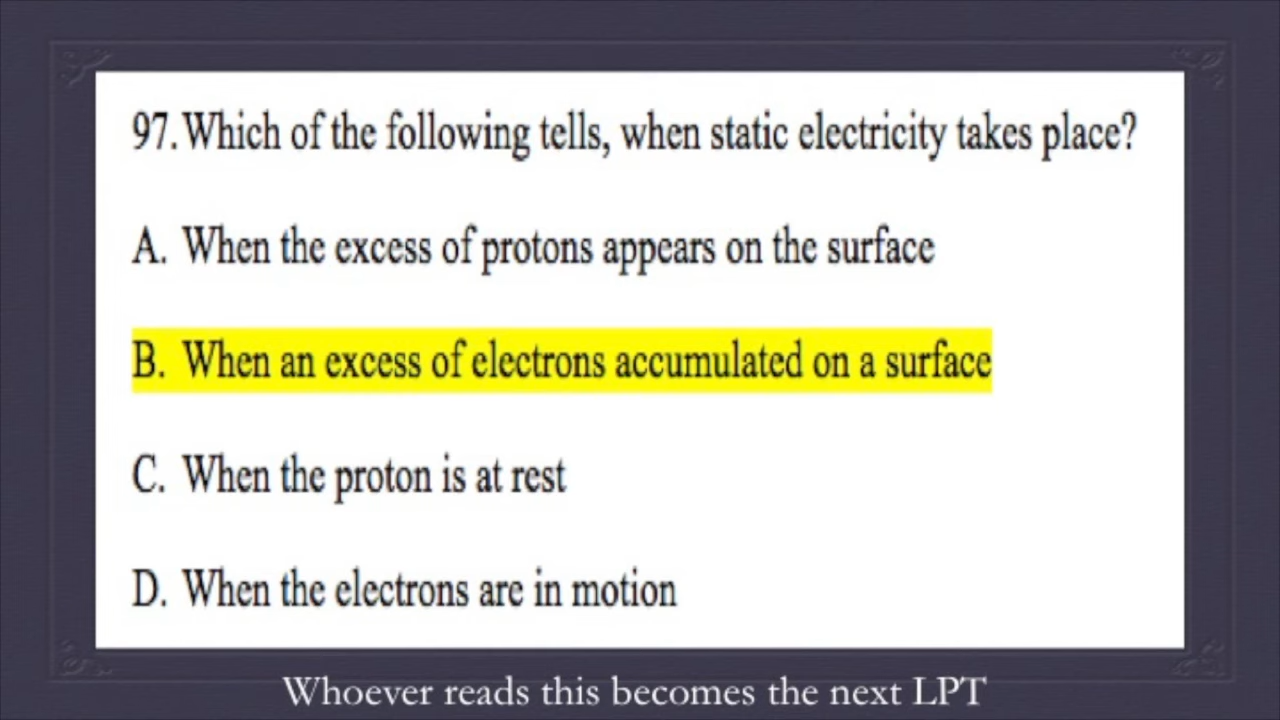 97. Which of the following tells, when static electricity takes place?
A. When the excess of protons appears on the surface
B. When an excess of electrons accumulated on a surface
C. When the proton is at rest
D. When the electrons are in motion
Whoever reads this becomes the next LPT